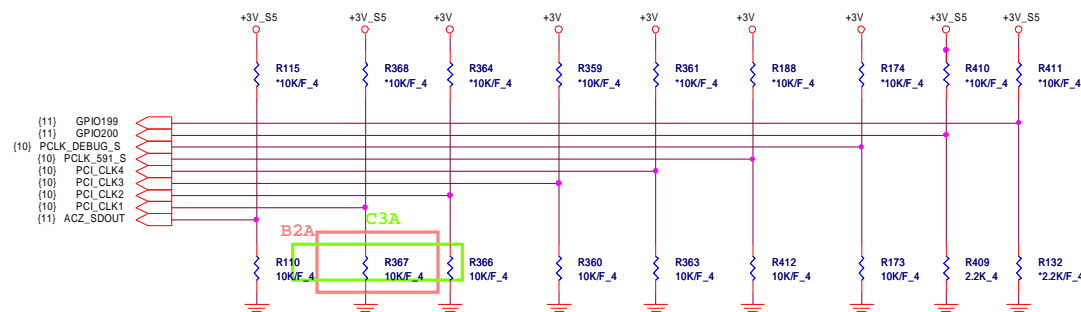 +3V_S5 +3V_S5 +3V +3V +3V +3V +3V +3V_S5 +3V_S5
R115 R368 R364 R359 R361 R188 R174 R410 R411
*10K/F_4 *10K/F_4 *10K/F_4 *10K/F_4 *10K/F_4 *10K/F_4 *10K/F_4 *10K/F_4 *10K/F_4
{11} GPIO199
{11} GPIO200
{10} PCLK_DEBUG_S
{10} PCLK_591_S
{10} PCI_CLK4
{10} PCI_CLK3
{10} PCI_CLK2
{10} PCI_CLK1
{11} ACZ_SDOUT
C3A
B2A
R110 R367 R366 R360 R363 R412 R173 R409 R132
10K/F_4 10K/F_4 10K/F_4 10K/F_4 10K/F_4 10K/F_4 10K/F_4 2.2K_4 *2.2K/F_4